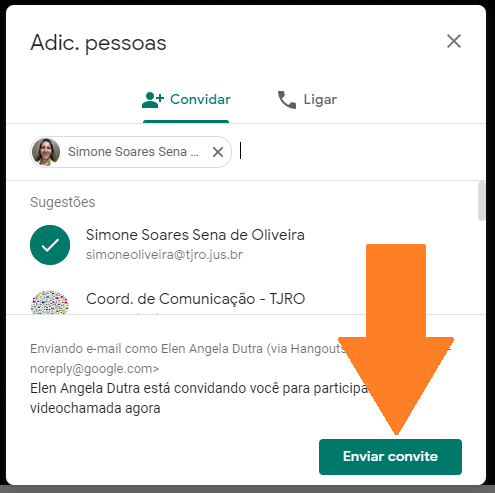 Adic. pessoas
Convidar
Ligar
Simone Soares Sena ...
Sugestões
Simone Soares Sena de Oliveira
simoneoliveira@tjro.jus.br
Coord. de Comunicação - TJRO
Enviando e-mail como Elen Angela Dutra (via Hangouts
noreply@google.com>
Elen Angela Dutra está convidando você para participa
videochamada agora
Enviar convite